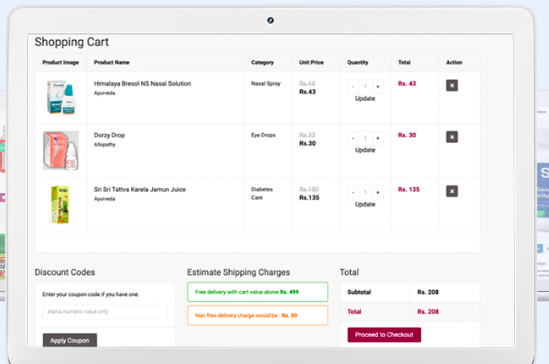 Shopping Cart
Product Image Product Name Category Unit Price Quantity Total Action
Himalaya Bresol NS Nasal Solution Nasal Spray Rs.45 - 1 + Rs. 43 x
Ayurveda Rs.43 Update
Dorzy Drop Eye Drops Rs.32 - 1 + Rs. 30 x
Allopathy Rs.30 Update
Sri Sri Tattva Karela Jamun Juice Diabetes Rs.150 - 1 + Rs. 135 x
Ayurveda Care Rs.135 Update
Discount Codes Estimate Shipping Charges Total
Enter your coupon code if you have one. Free delivery with cart value above Rs. 499 Subtotal Rs. 208
Alpha numeric value only Non free delivery charge would be : Rs. 50 Total Rs. 208
Apply Coupon Proceed to Checkout